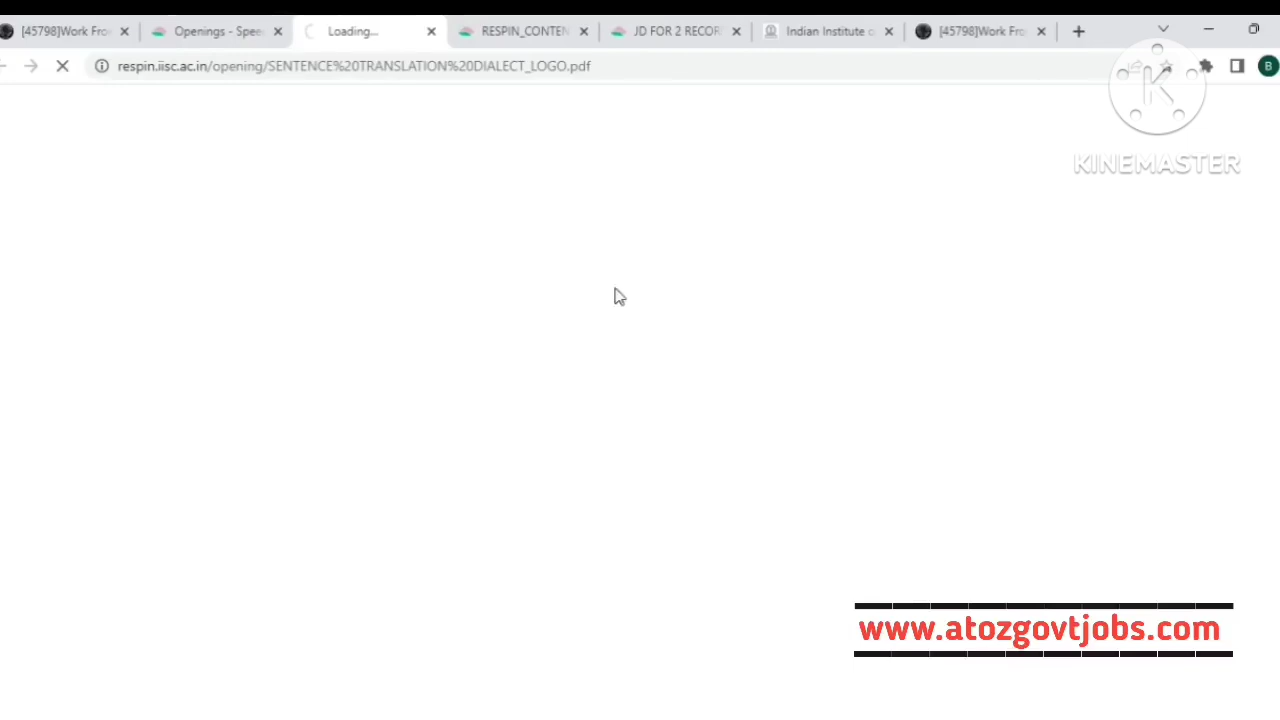 [45798]Work Fro
Openings - Spee
Loading...
RESPIN_CONTEN
JD FOR 2 RECOR
Indian Institute o
[45798]Work Fro
respin.iisc.ac.in/opening/SENTENCE%20TRANSLATION%20DIALECT_LOGO.pdf
B
K
KINEMASTER
www.atozgovtjobs.com